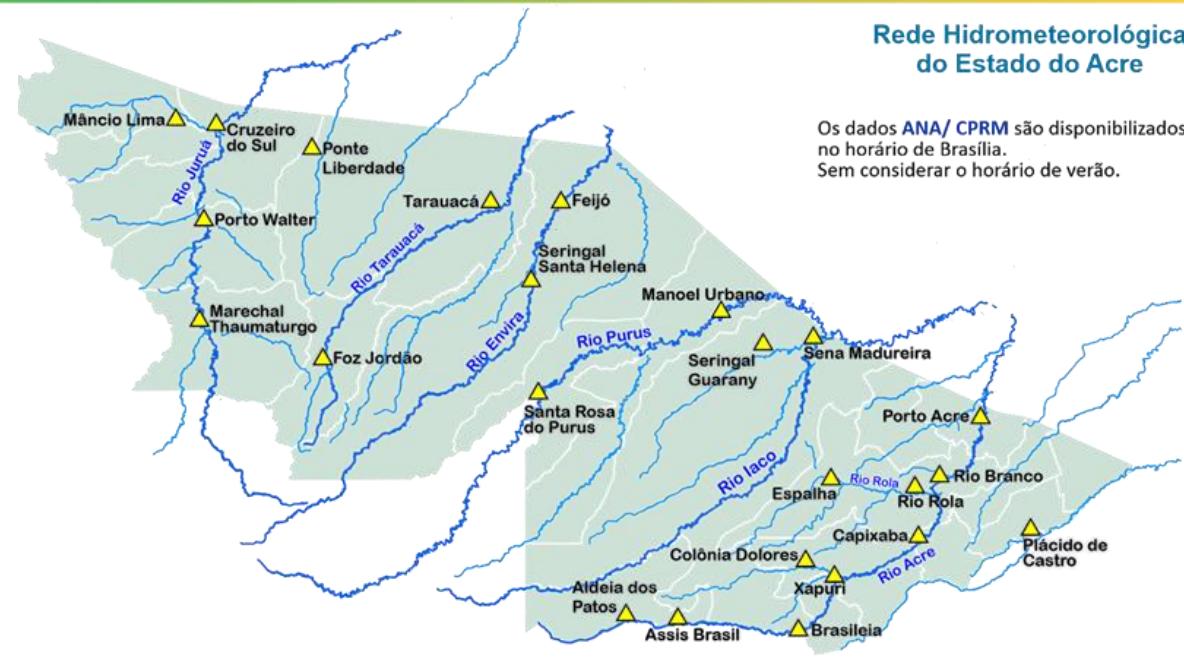 Rede Hidrometeorológica
do Estado do Acre
Os dados ANA/ CPRM são disponibilizados
no horário de Brasília.
Sem considerar o horário de verão.
Mâncio Lima
Cruzeiro
do Sul
Ponte
Liberdade
Rio Juruá
Porto Walter
Tarauacá
Feijó
Rio Tarauacá
Seringal
Santa Helena
Marechal
Thaumaturgo
Foz Jordão
Rio Envira
Manoel Urbano
Rio Purus
Seringal
Guarany
Sena Madureira
Santa Rosa
do Purus
Porto Acre
Rio Iaco
Espalha
Rio Rola
Rio Rola
Rio Branco
Capixaba
Plácido de
Castro
Colônia Dolores
Rio Acre
Xapuri
Aldeia dos
Patos
Assis Brasil
Brasileia